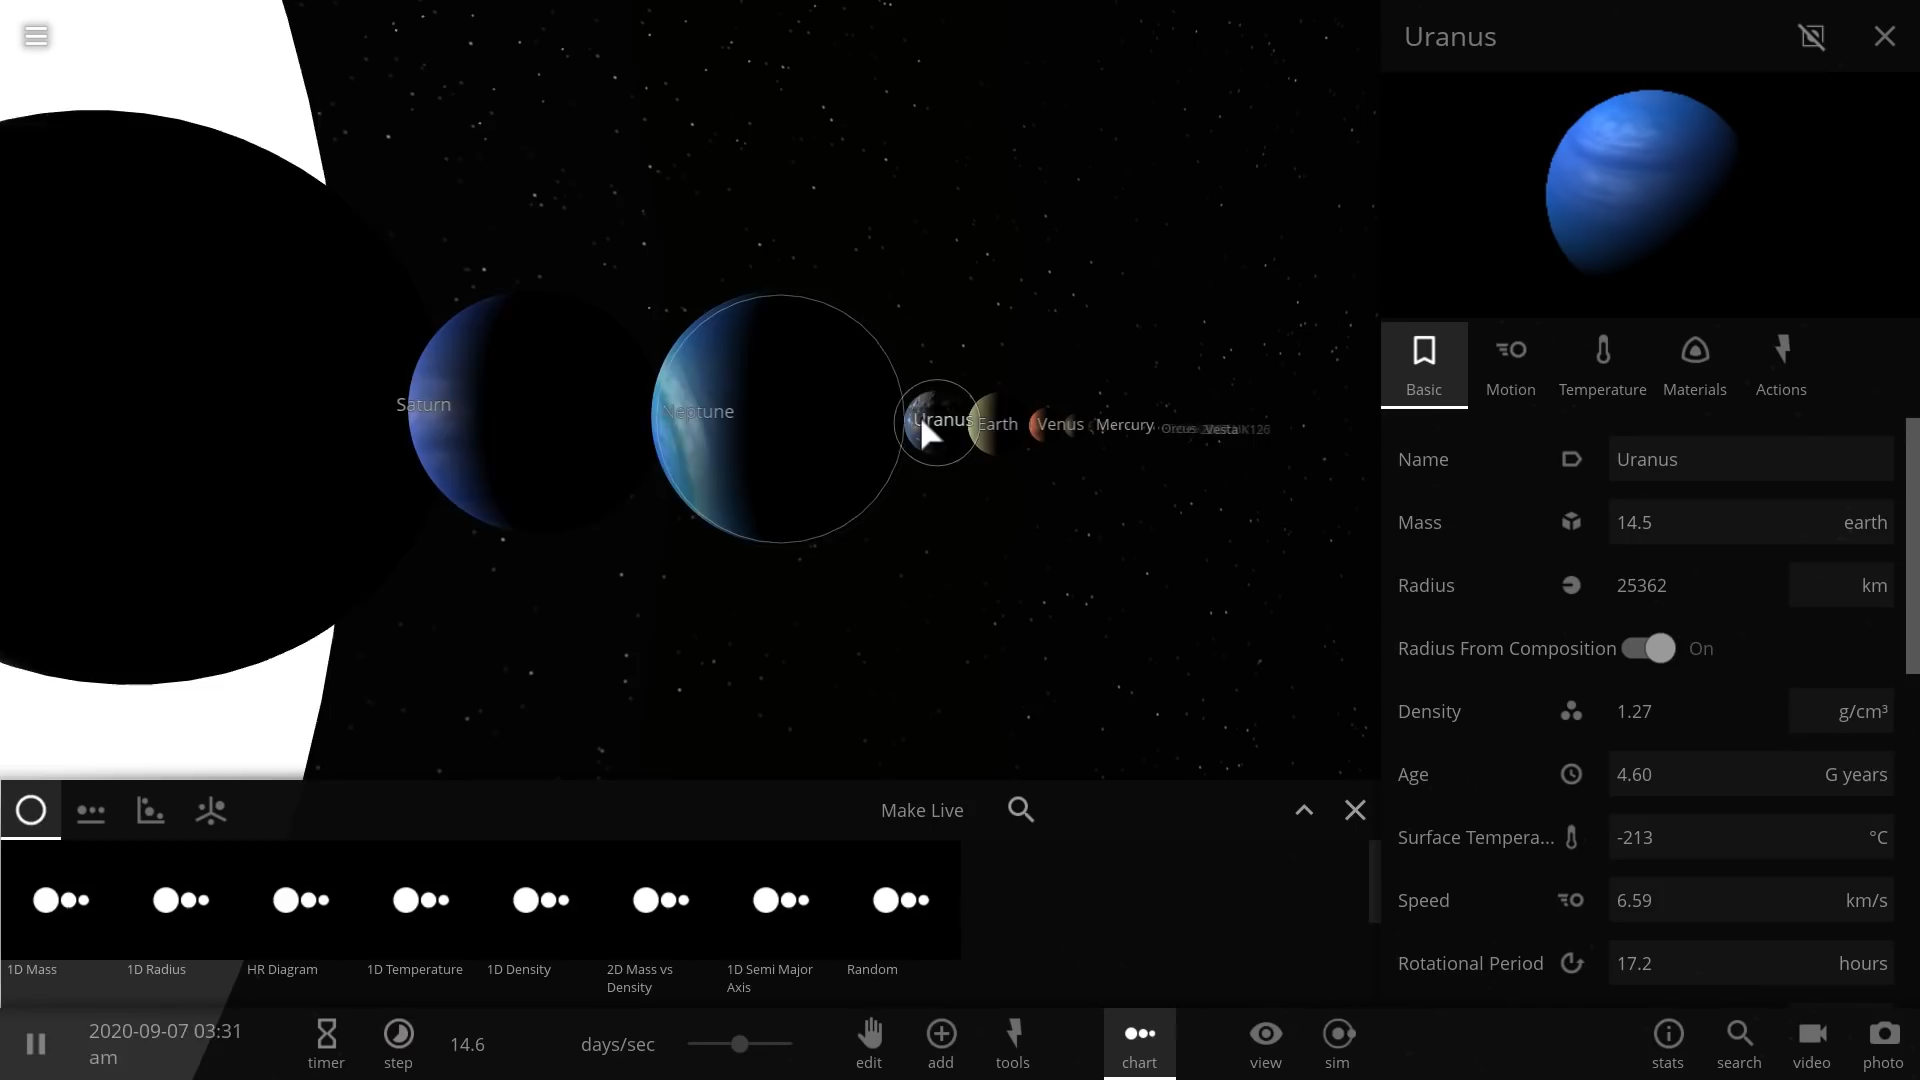 Uranus
Saturn
Neptune
Uranus
Earth
Venus
Mercury
Orcus
Vesta
Basic
Motion
Temperature
Materials
Actions
Name
Uranus
Mass
14.5
earth
Radius
25362
km
Radius From Composition
On
Density
1.27
g/cm³
Age
4.60
G years
Surface Tempera...
-213
°C
Speed
6.59
km/s
Rotational Period
17.2
hours
Make Live
1D Mass
1D Radius
HR Diagram
1D Temperature
1D Density
2D Mass vs
Density
1D Semi Major
Axis
Random
2020-09-07 03:31
am
timer
step
14.6
days/sec
edit
add
tools
chart
view
sim
stats
search
video
photo